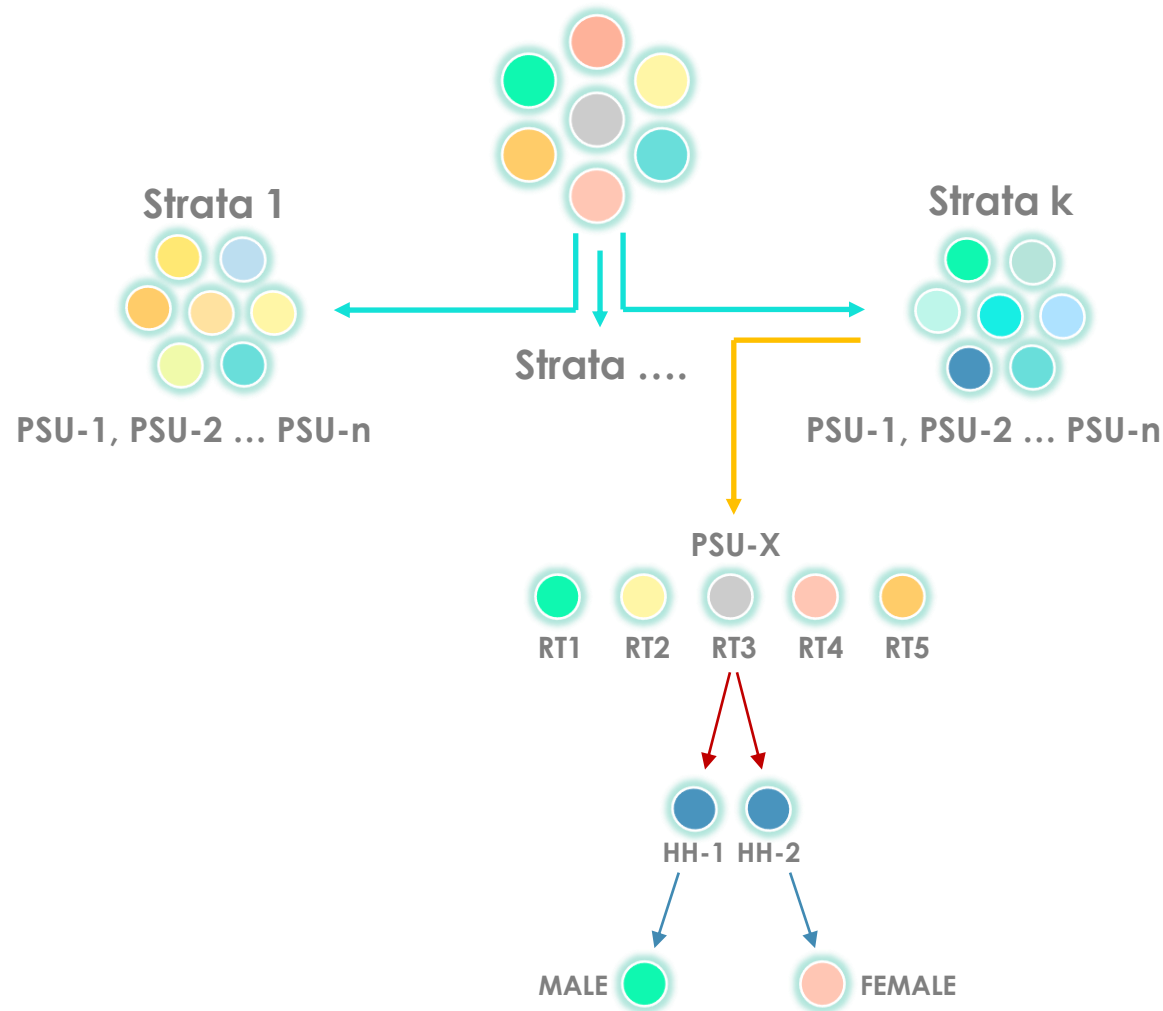 Strata 1
Strata k
Strata ....
PSU-1, PSU-2 ... PSU-n
PSU-1, PSU-2 ... PSU-n
PSU-X
RT1 RT2 RT3 RT4 RT5
HH-1 HH-2
MALE
FEMALE